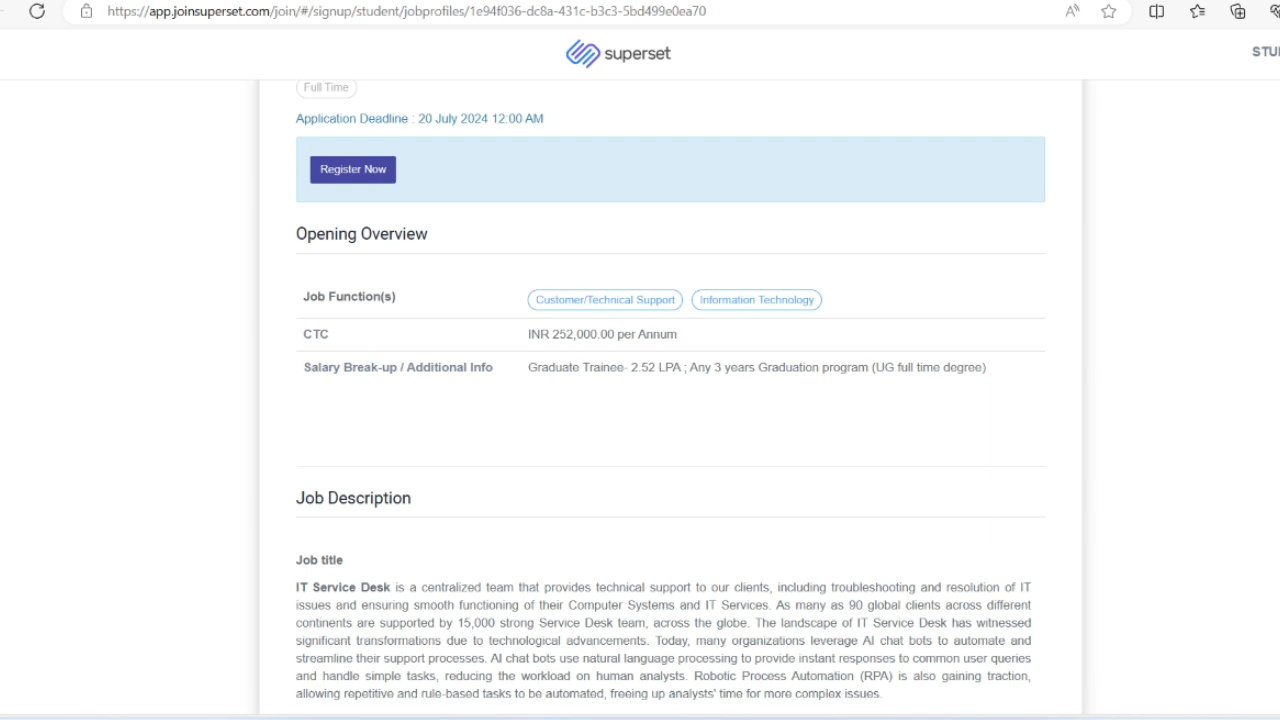 https://app.joinsuperset.com/join/#/signup/student/jobprofiles/1e94f036-dc8a-431c-b3c3-5bd499e0ea70
superset
STU
Full Time
Application Deadline : 20 July 2024 12:00 AM
Register Now
Opening Overview
Job Function(s) Customer/Technical Support Information Technology
CTC INR 252,000.00 per Annum
Salary Break-up / Additional Info Graduate Trainee- 2.52 LPA ; Any 3 years Graduation program (UG full time degree)
Job Description
Job title
IT Service Desk is a centralized team that provides technical support to our clients, including troubleshooting and resolution of IT
issues and ensuring smooth functioning of their Computer Systems and IT Services. As many as 90 global clients across different
continents are supported by 15,000 strong Service Desk team, across the globe. The landscape of IT Service Desk has witnessed
significant transformations due to technological advancements. Today, many organizations leverage AI chat bots to automate and
streamline their support processes. AI chat bots use natural language processing to provide instant responses to common user queries
and handle simple tasks, reducing the workload on human analysts. Robotic Process Automation (RPA) is also gaining traction,
allowing repetitive and rule-based tasks to be automated, freeing up analysts' time for more complex issues.